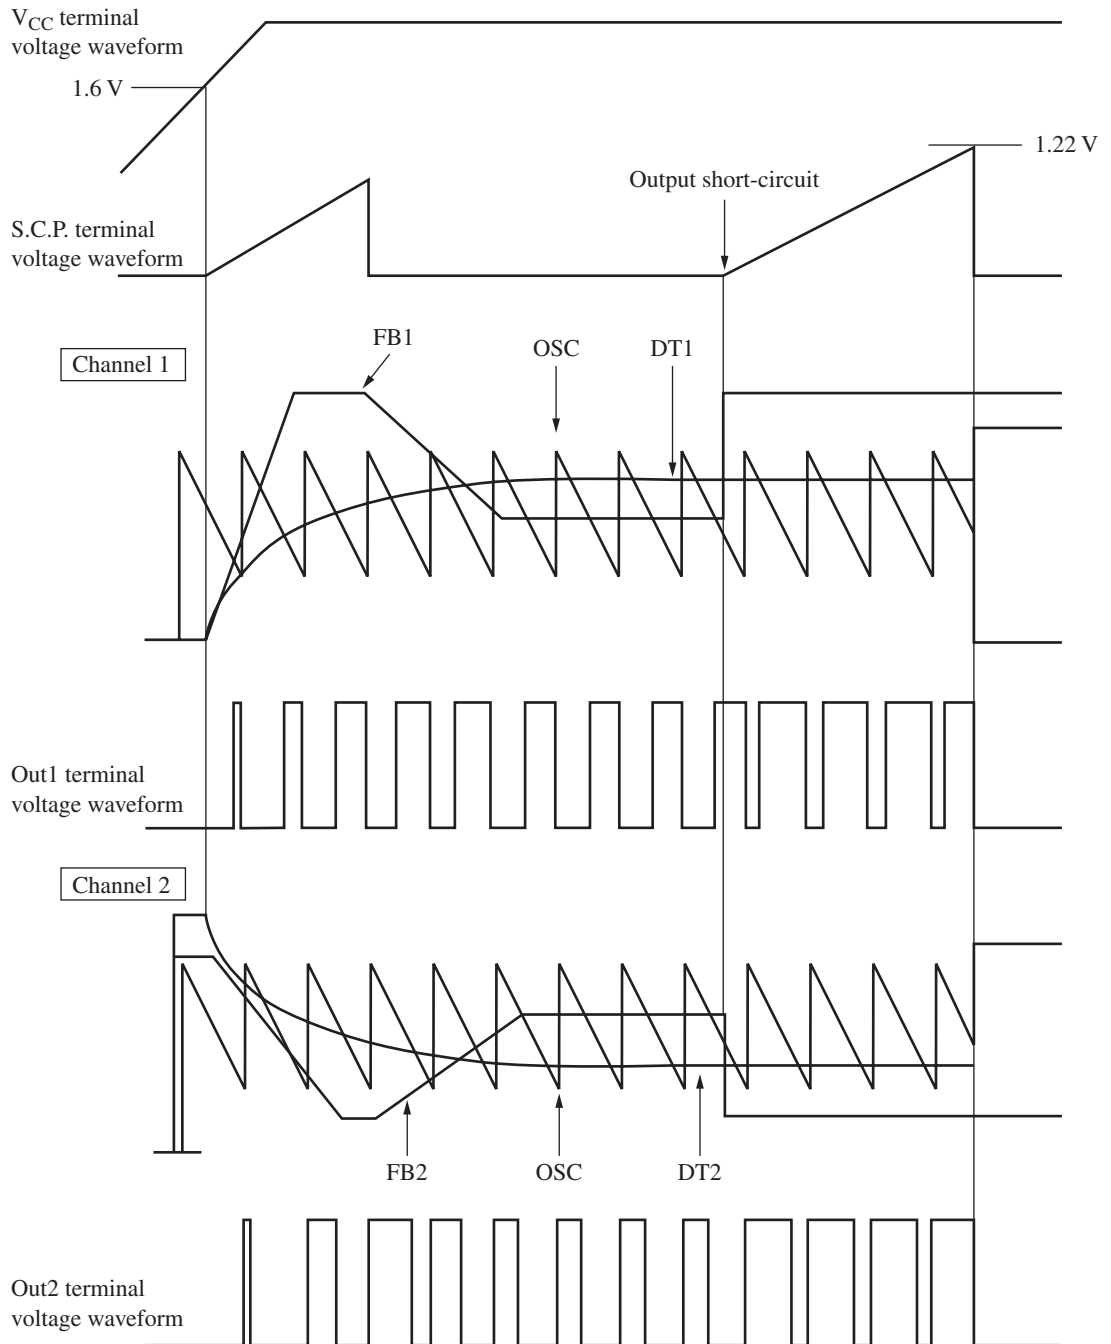 VCC terminal
voltage waveform
1.6 V
1.22 V
Output short-circuit
S.C.P. terminal
voltage waveform
FB1
OSC
DT1
Channel 1
Out1 terminal
voltage waveform
Channel 2
FB2
OSC
DT2
Out2 terminal
voltage waveform